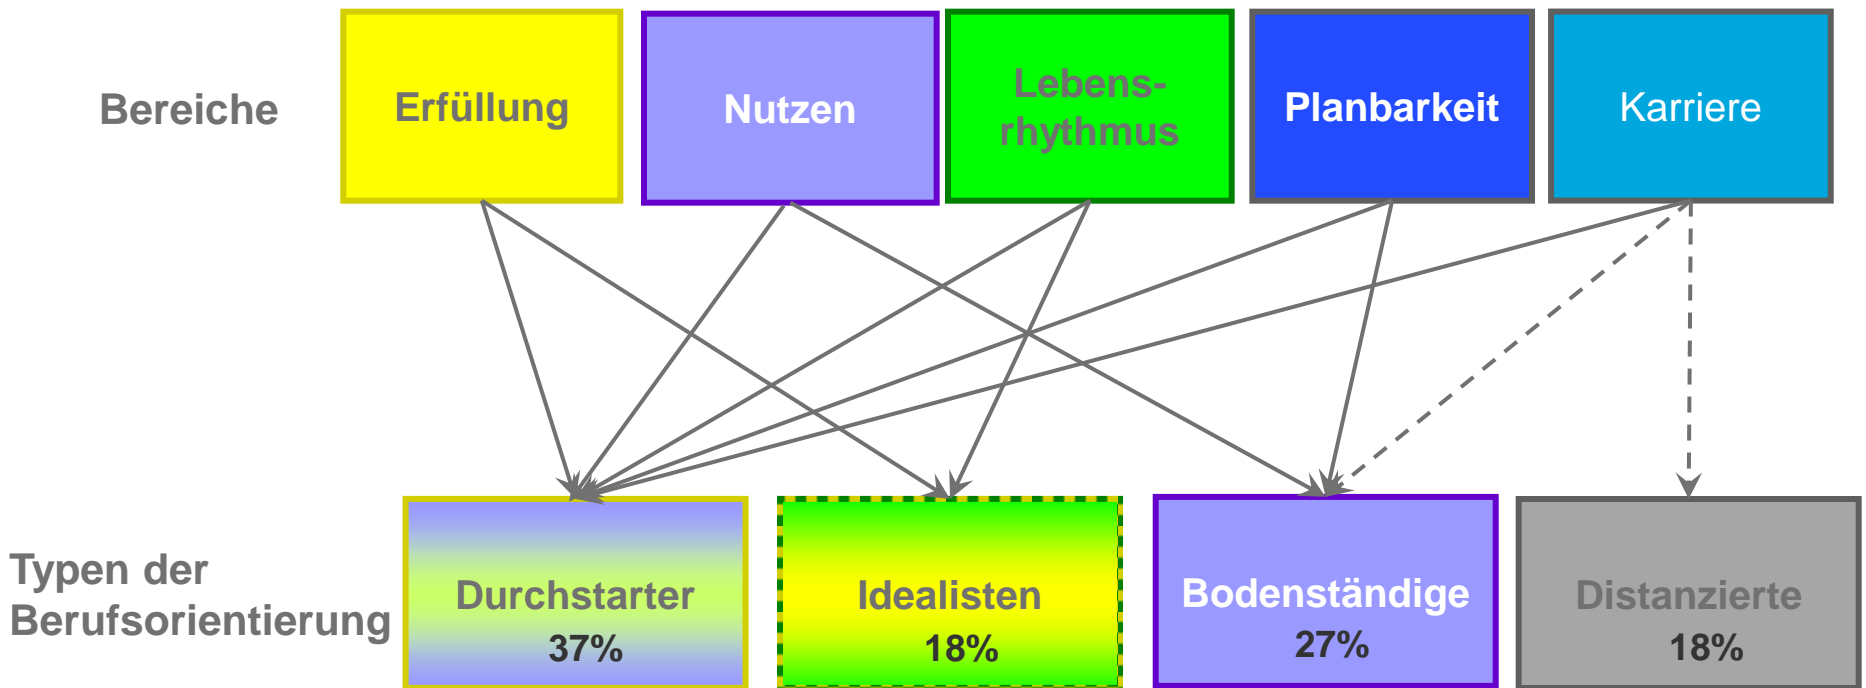 Bereiche
Erfüllung
Nutzen
Lebens-
rhythmus
Planbarkeit
Karriere
Typen der
Berufsorientierung
Durchstarter
37%
Idealisten
18%
Bodenständige
27%
Distanzierte
18%